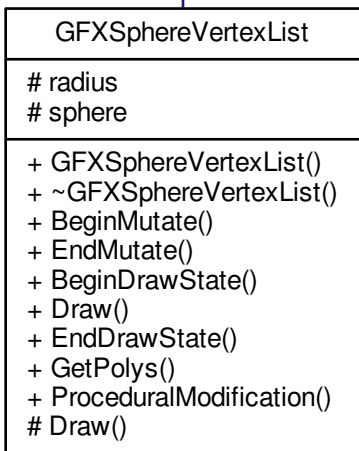 GFXSphereVertexList
# radius
# sphere
+ GFXSphereVertexList()
+ ~GFXSphereVertexList()
+ BeginMutate()
+ EndMutate()
+ BeginDrawState()
+ Draw()
+ EndDrawState()
+ GetPolys()
+ ProceduralModification()
# Draw()